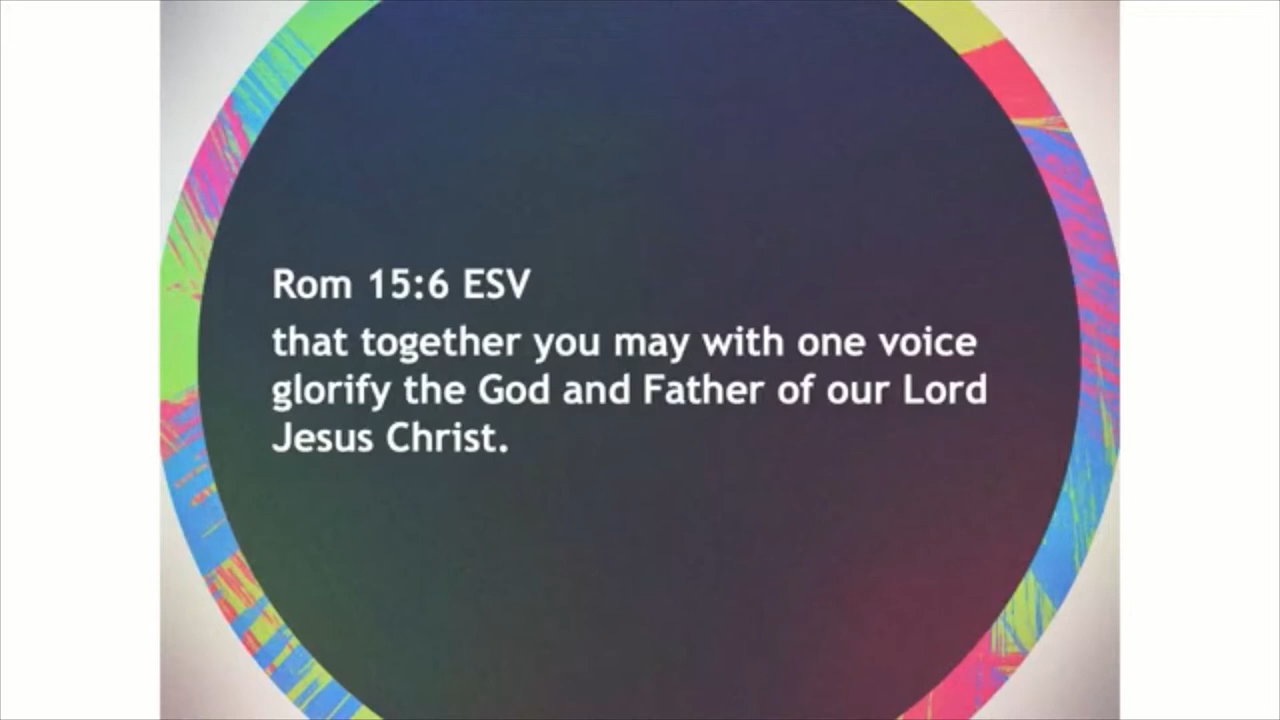 Rom 15:6 ESV
that together you may with one voice
glorify the God and Father of our Lord
Jesus Christ.